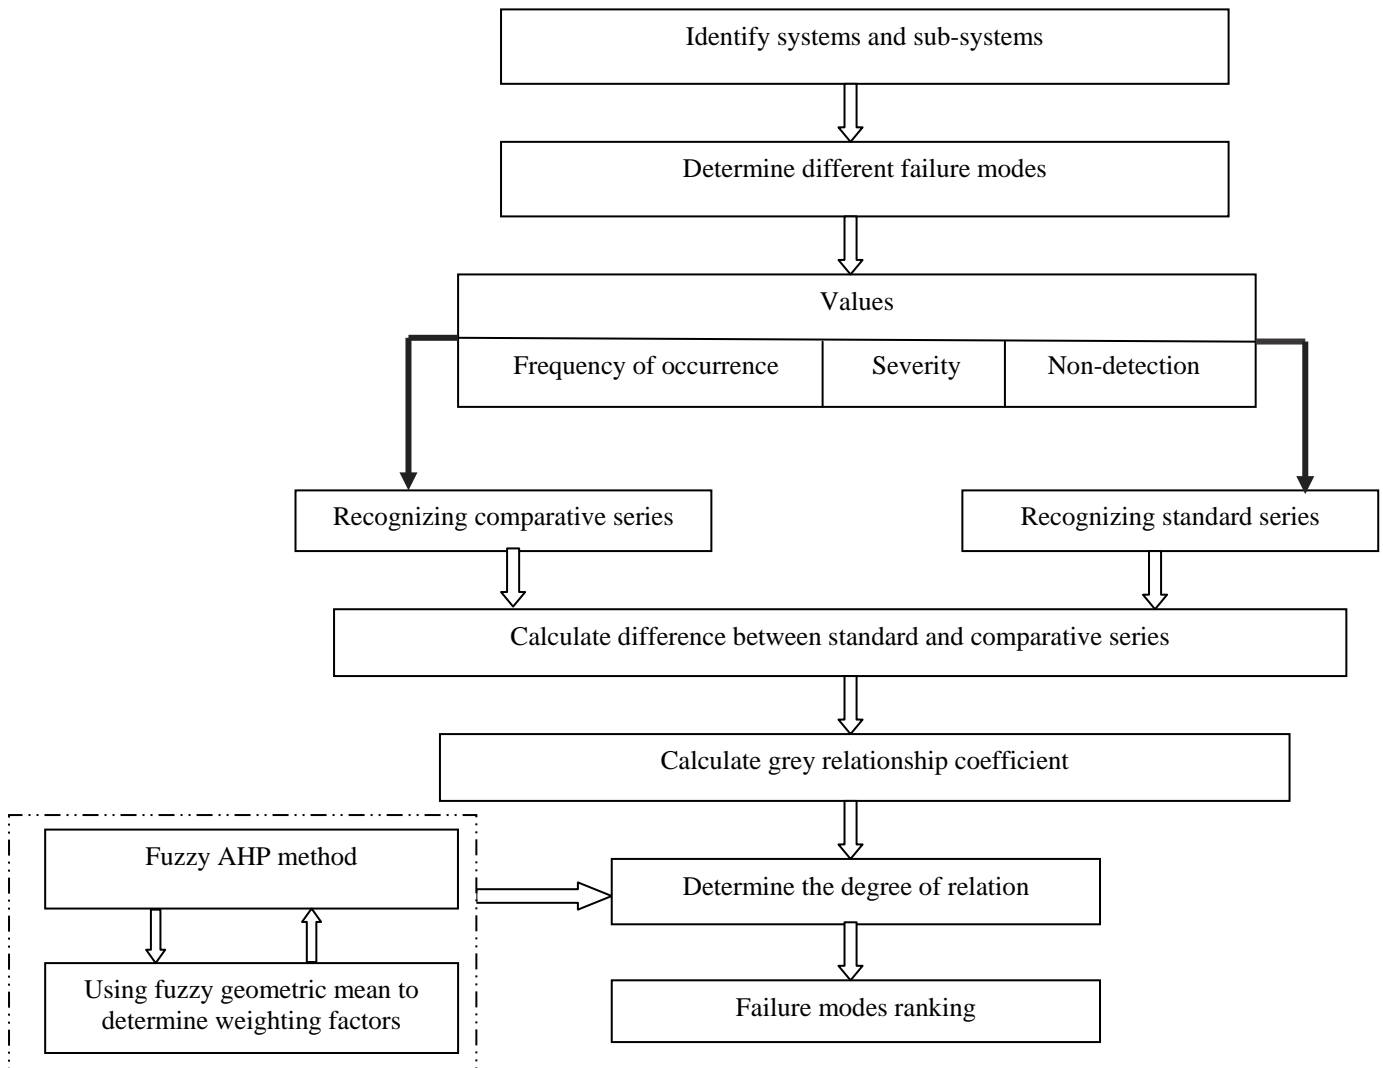 Identify systems and sub-systems
Determine different failure modes
Values
Frequency of occurrence
Severity
Non-detection
Recognizing comparative series
Recognizing standard series
Calculate difference between standard and comparative series
Calculate grey relationship coefficient
Fuzzy AHP method
Determine the degree of relation
Using fuzzy geometric mean to
determine weighting factors
Failure modes ranking